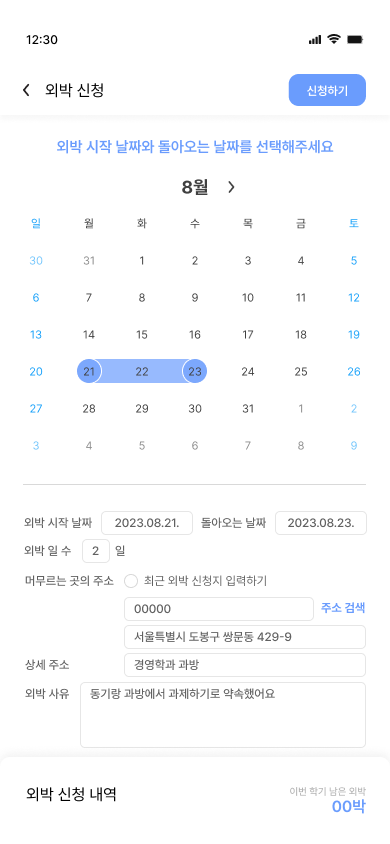 12:30
외박 신청
신청하기
외박 시작 날짜와 돌아오는 날짜를 선택해주세요
8월
일 월 화 수 목 금 토
30 31 1 2 3 4 5
6 7 8 9 10 11 12
13 14 15 16 17 18 19
20 21 22 23 24 25 26
27 28 29 30 31 1 2
3 4 5 6 7 8 9
외박 시작 날짜 2023.08.21. 돌아오는 날짜 2023.08.23.
외박 일 수 2 일
머무르는 곳의 주소 최근 외박 신청지 입력하기
00000 주소 검색
서울특별시 도봉구 쌍문동 429-9
상세 주소 경영학과 과방
외박 사유 동기랑 과방에서 과제하기로 약속했어요
외박 신청 내역
이번 학기 남은 외박
00박